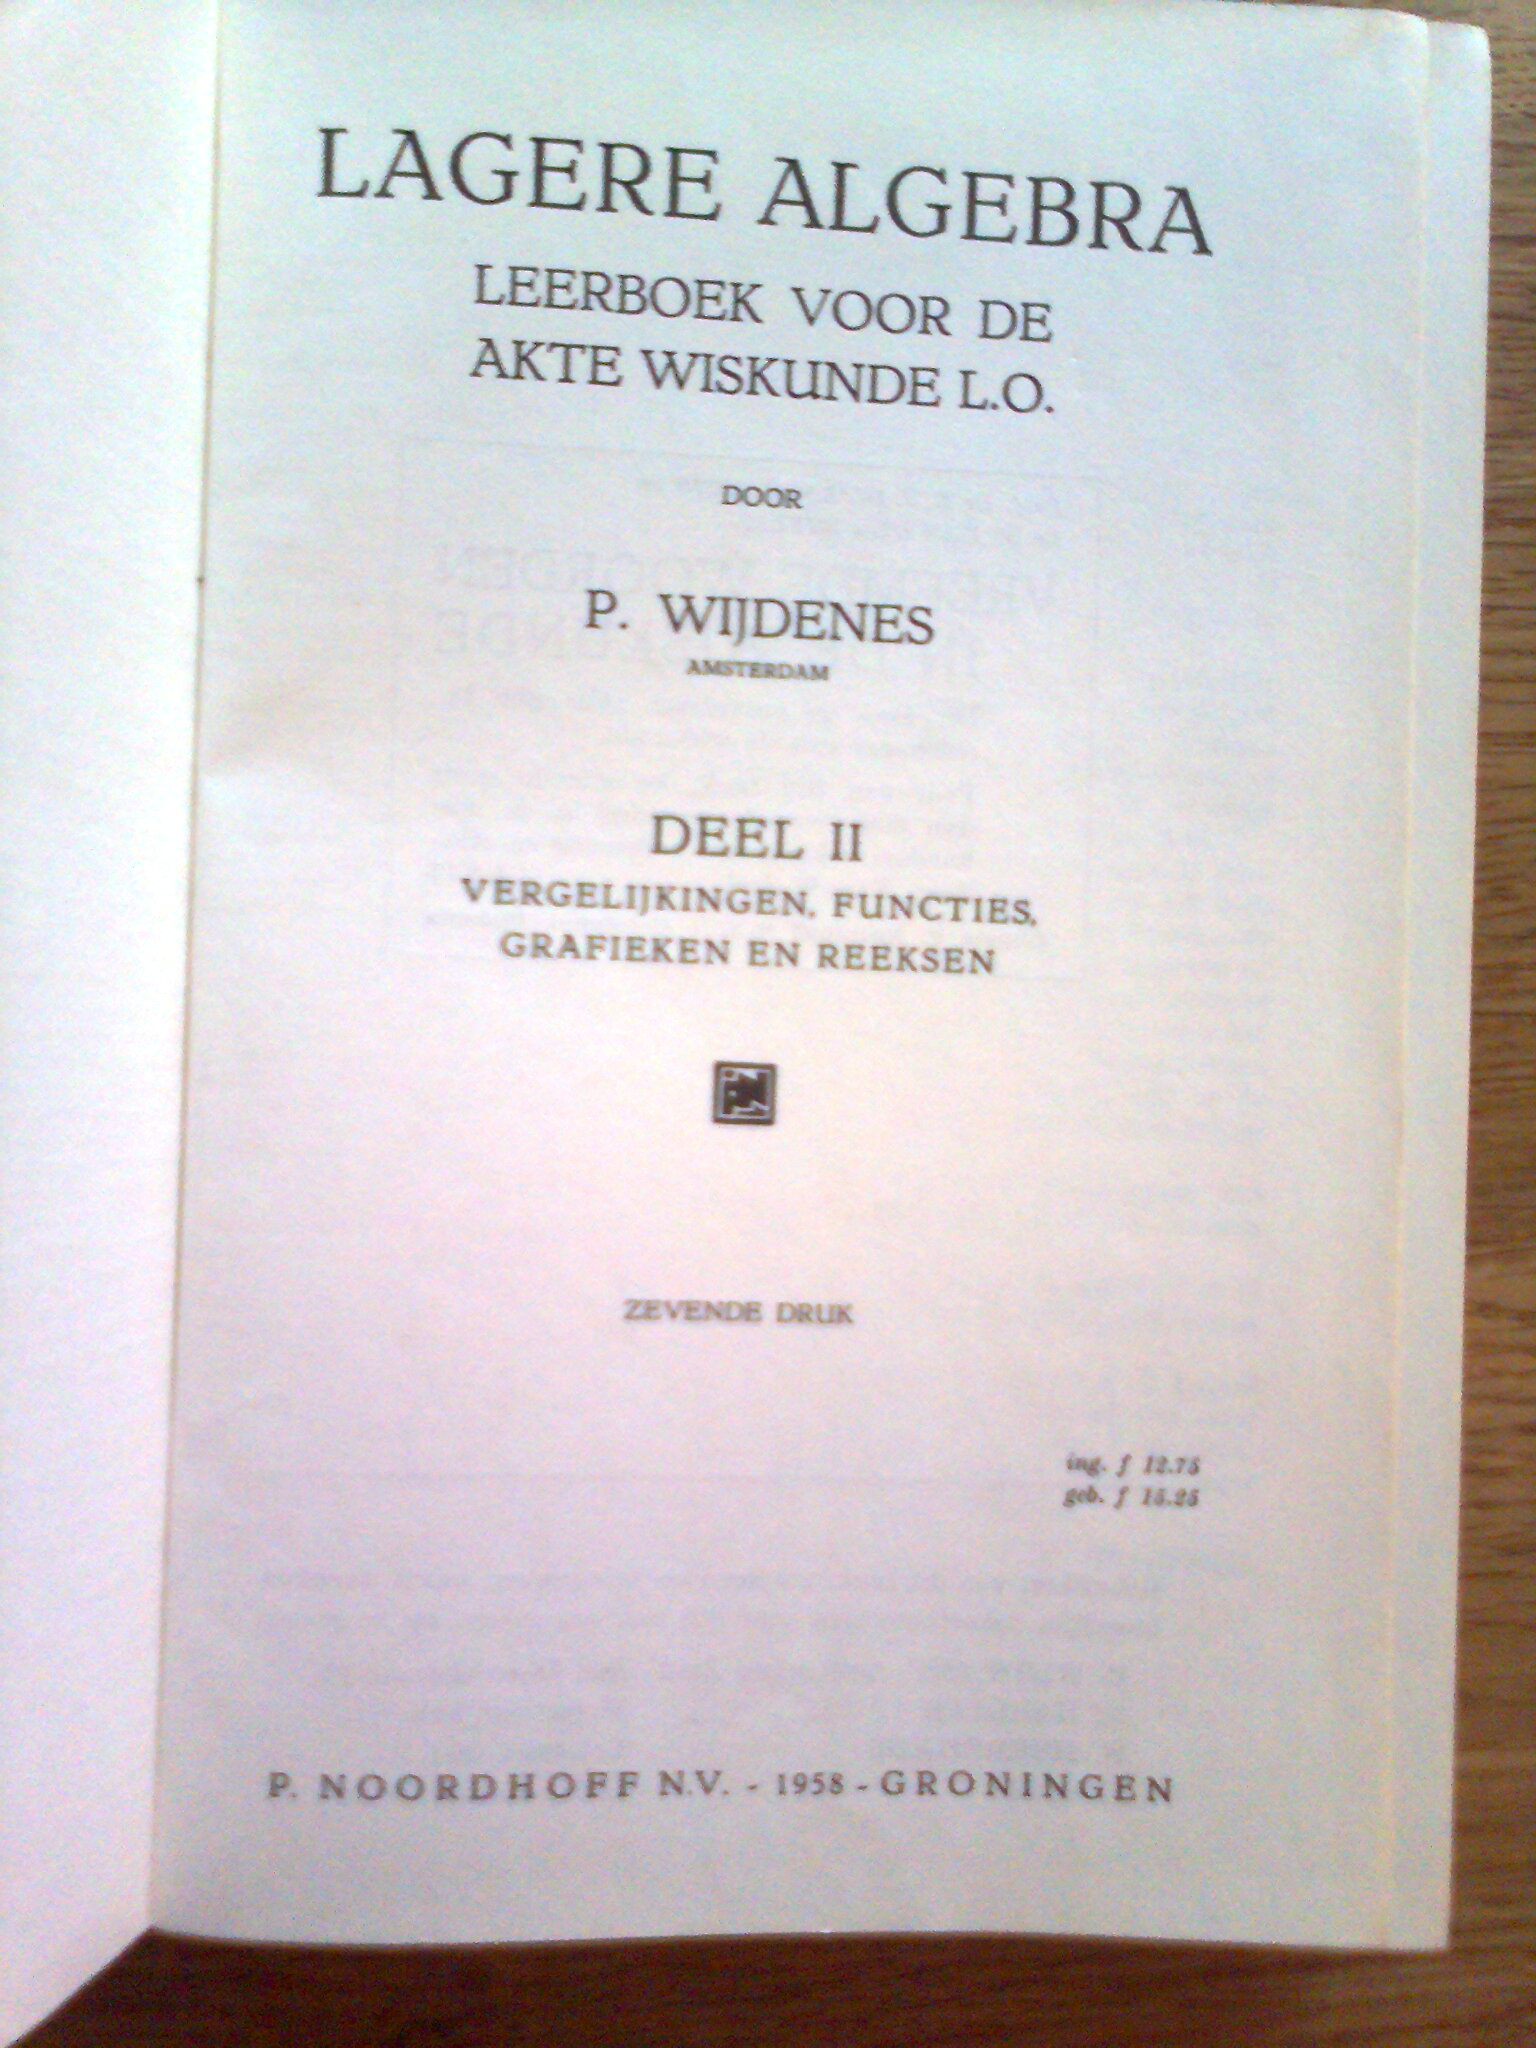 LAGERE ALGEBRA
LEERBOEK VOOR DE
AKTE WISKUNDE L.O.
DOOR
P. WIJDENES
AMSTERDAM
DEEL II
VERGELIJKINGEN, FUNCTIES,
GRAFIEKEN EN REEKSEN
ZEVENDE DRUK
ing. f 12.75
geb. f 15.25
P. NOORDHOFF N.V. - 1958 - GRONINGEN